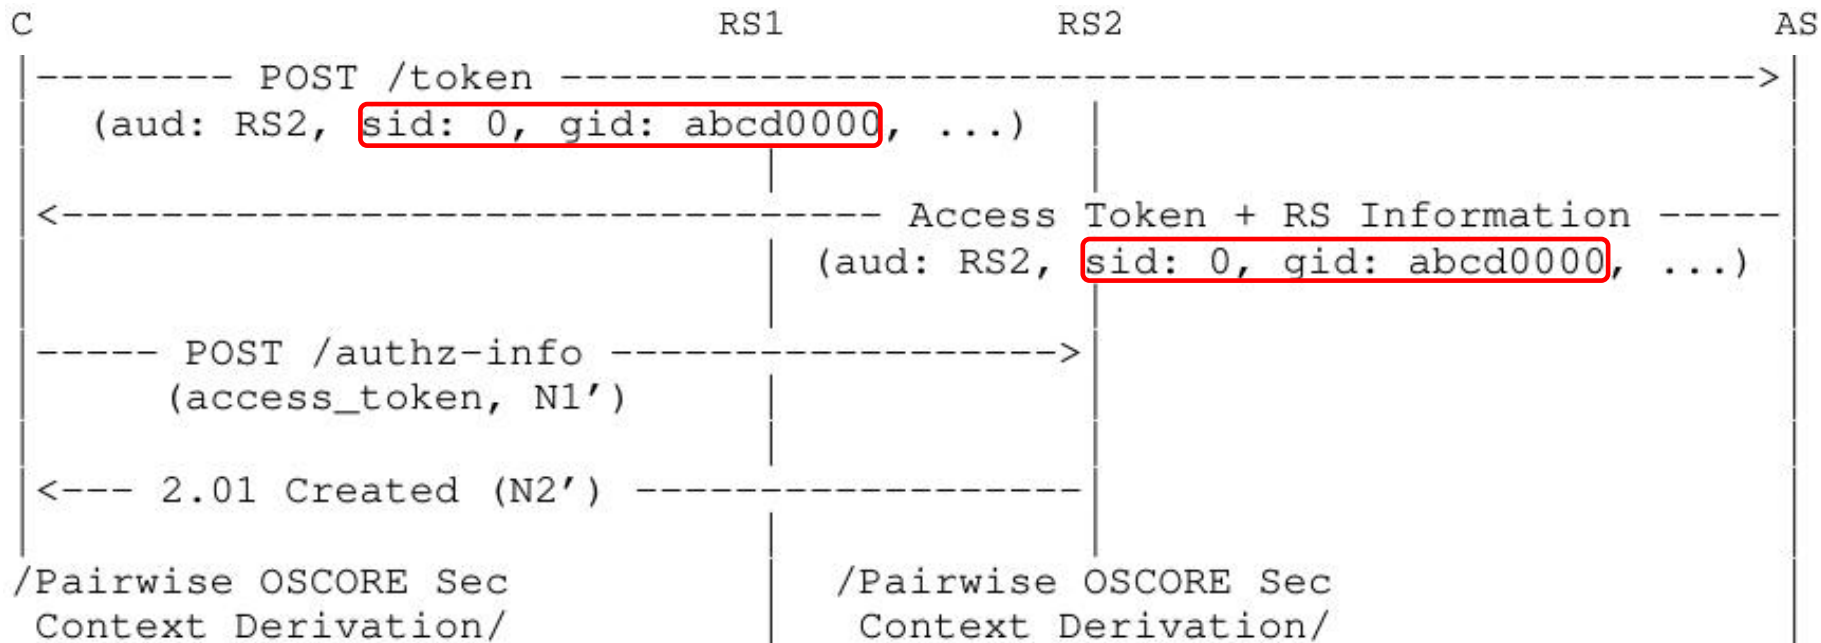 C RS1 RS2 AS
|-------- POST /token ------------------------------------------------>|
(aud: RS2, sid: 0, gid: abcd0000, ...)
<--------------------------------- Access Token + RS Information -----
(aud: RS2, sid: 0, gid: abcd0000, ...)
|----- POST /authz-info ------------------>|
(access_token, N1')
<--- 2.01 Created (N2') ------------------
/Pairwise OSCORE Sec /Pairwise OSCORE Sec
Context Derivation/ Context Derivation/